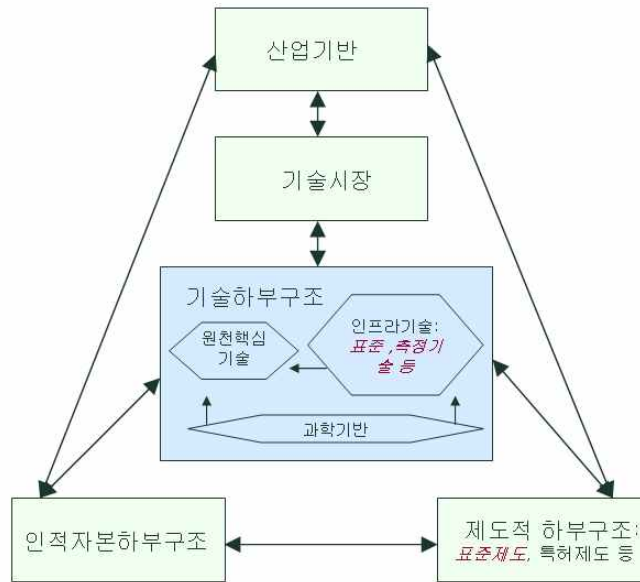 산업기반
기술시장
기술하부구조
원천핵심
기술
인프라기술:
표준 ,측정기
술 등
과학기반
인적자본하부구조
제도적 하부구조:
표준제도, 특허제도 등